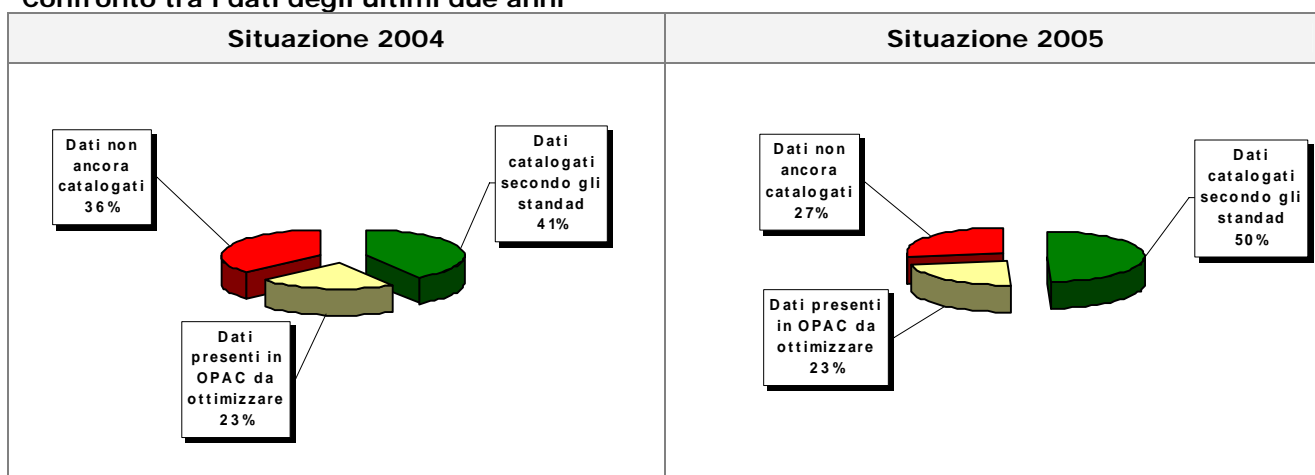 Confronto tra i dati degli ultimi due anni
Situazione 2004
Situazione 2005
Dati non
ancora
catalogati
36%
Dati
catalogati
secondo gli
standad
41%
Dati
presenti in
OPAC da
ottimizzare
23%
Dati non
ancora
catalogati
27%
Dati
catalogati
secondo gli
standad
50%
Dati presenti
in OPAC da
ottimizzare
23%